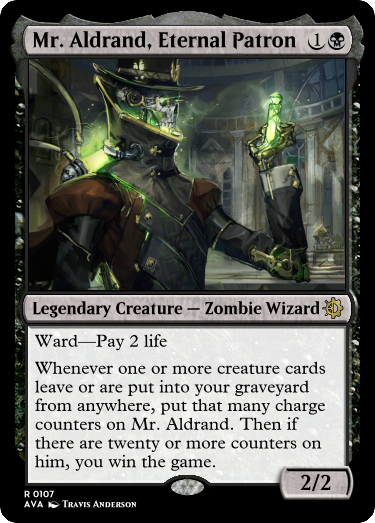 Mr. Aldrand, Eternal Patron 1
Legendary Creature — Zombie Wizard
Ward—Pay 2 life
Whenever one or more creature cards
leave or are put into your graveyard
from anywhere, put that many charge
counters on Mr. Aldrand. Then if
there are twenty or more counters on
him, you win the game.
2/2
R 0107
AVA Travis Anderson